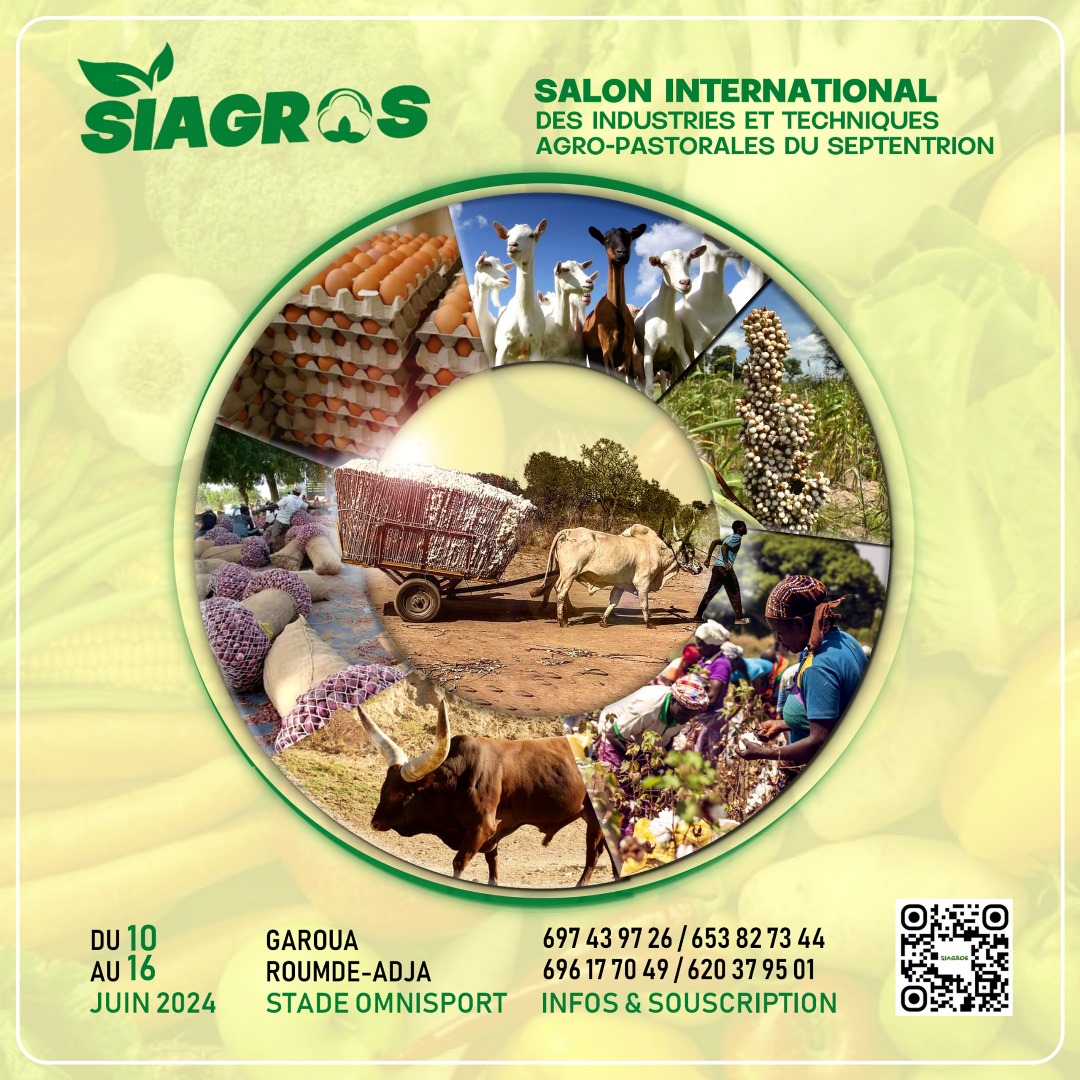 SIAGROS
SALON INTERNATIONAL
DES INDUSTRIES ET TECHNIQUES
AGRO-PASTORALES DU SEPTENTRION
DU 10
AU 16
JUIN 2024
GAROUA
ROUMDE-ADJA
STADE OMNISPORT
697 43 97 26 / 653 82 73 44
696 17 70 49 / 620 37 95 01
INFOS & SOUSCRIPTION
SIAGROS